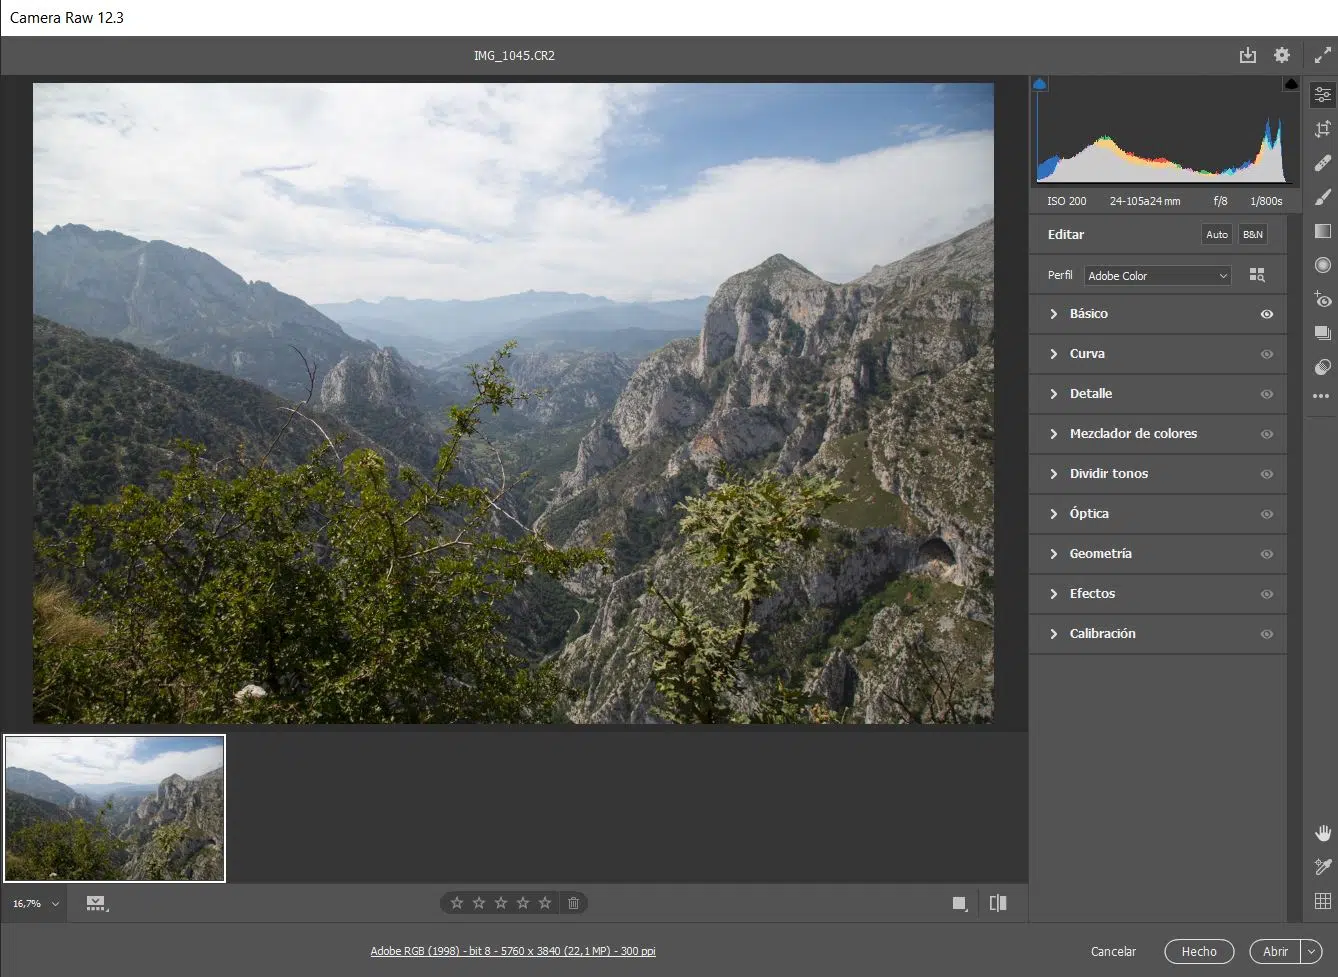 Camera Raw 12.3
IMG_1045.CR2
ISO 200 24-105a24 mm f/8 1/800s
Editar Auto B&N
Perfil Adobe Color
Básico
Curva
Detalle
Mezclador de colores
Dividir tonos
Óptica
Geometría
Efectos
Calibración
16,7%
Adobe RGB (1998) - bit 8 - 5760 x 3840 (22,1 MP) - 300 ppi
Cancelar Hecho Abrir